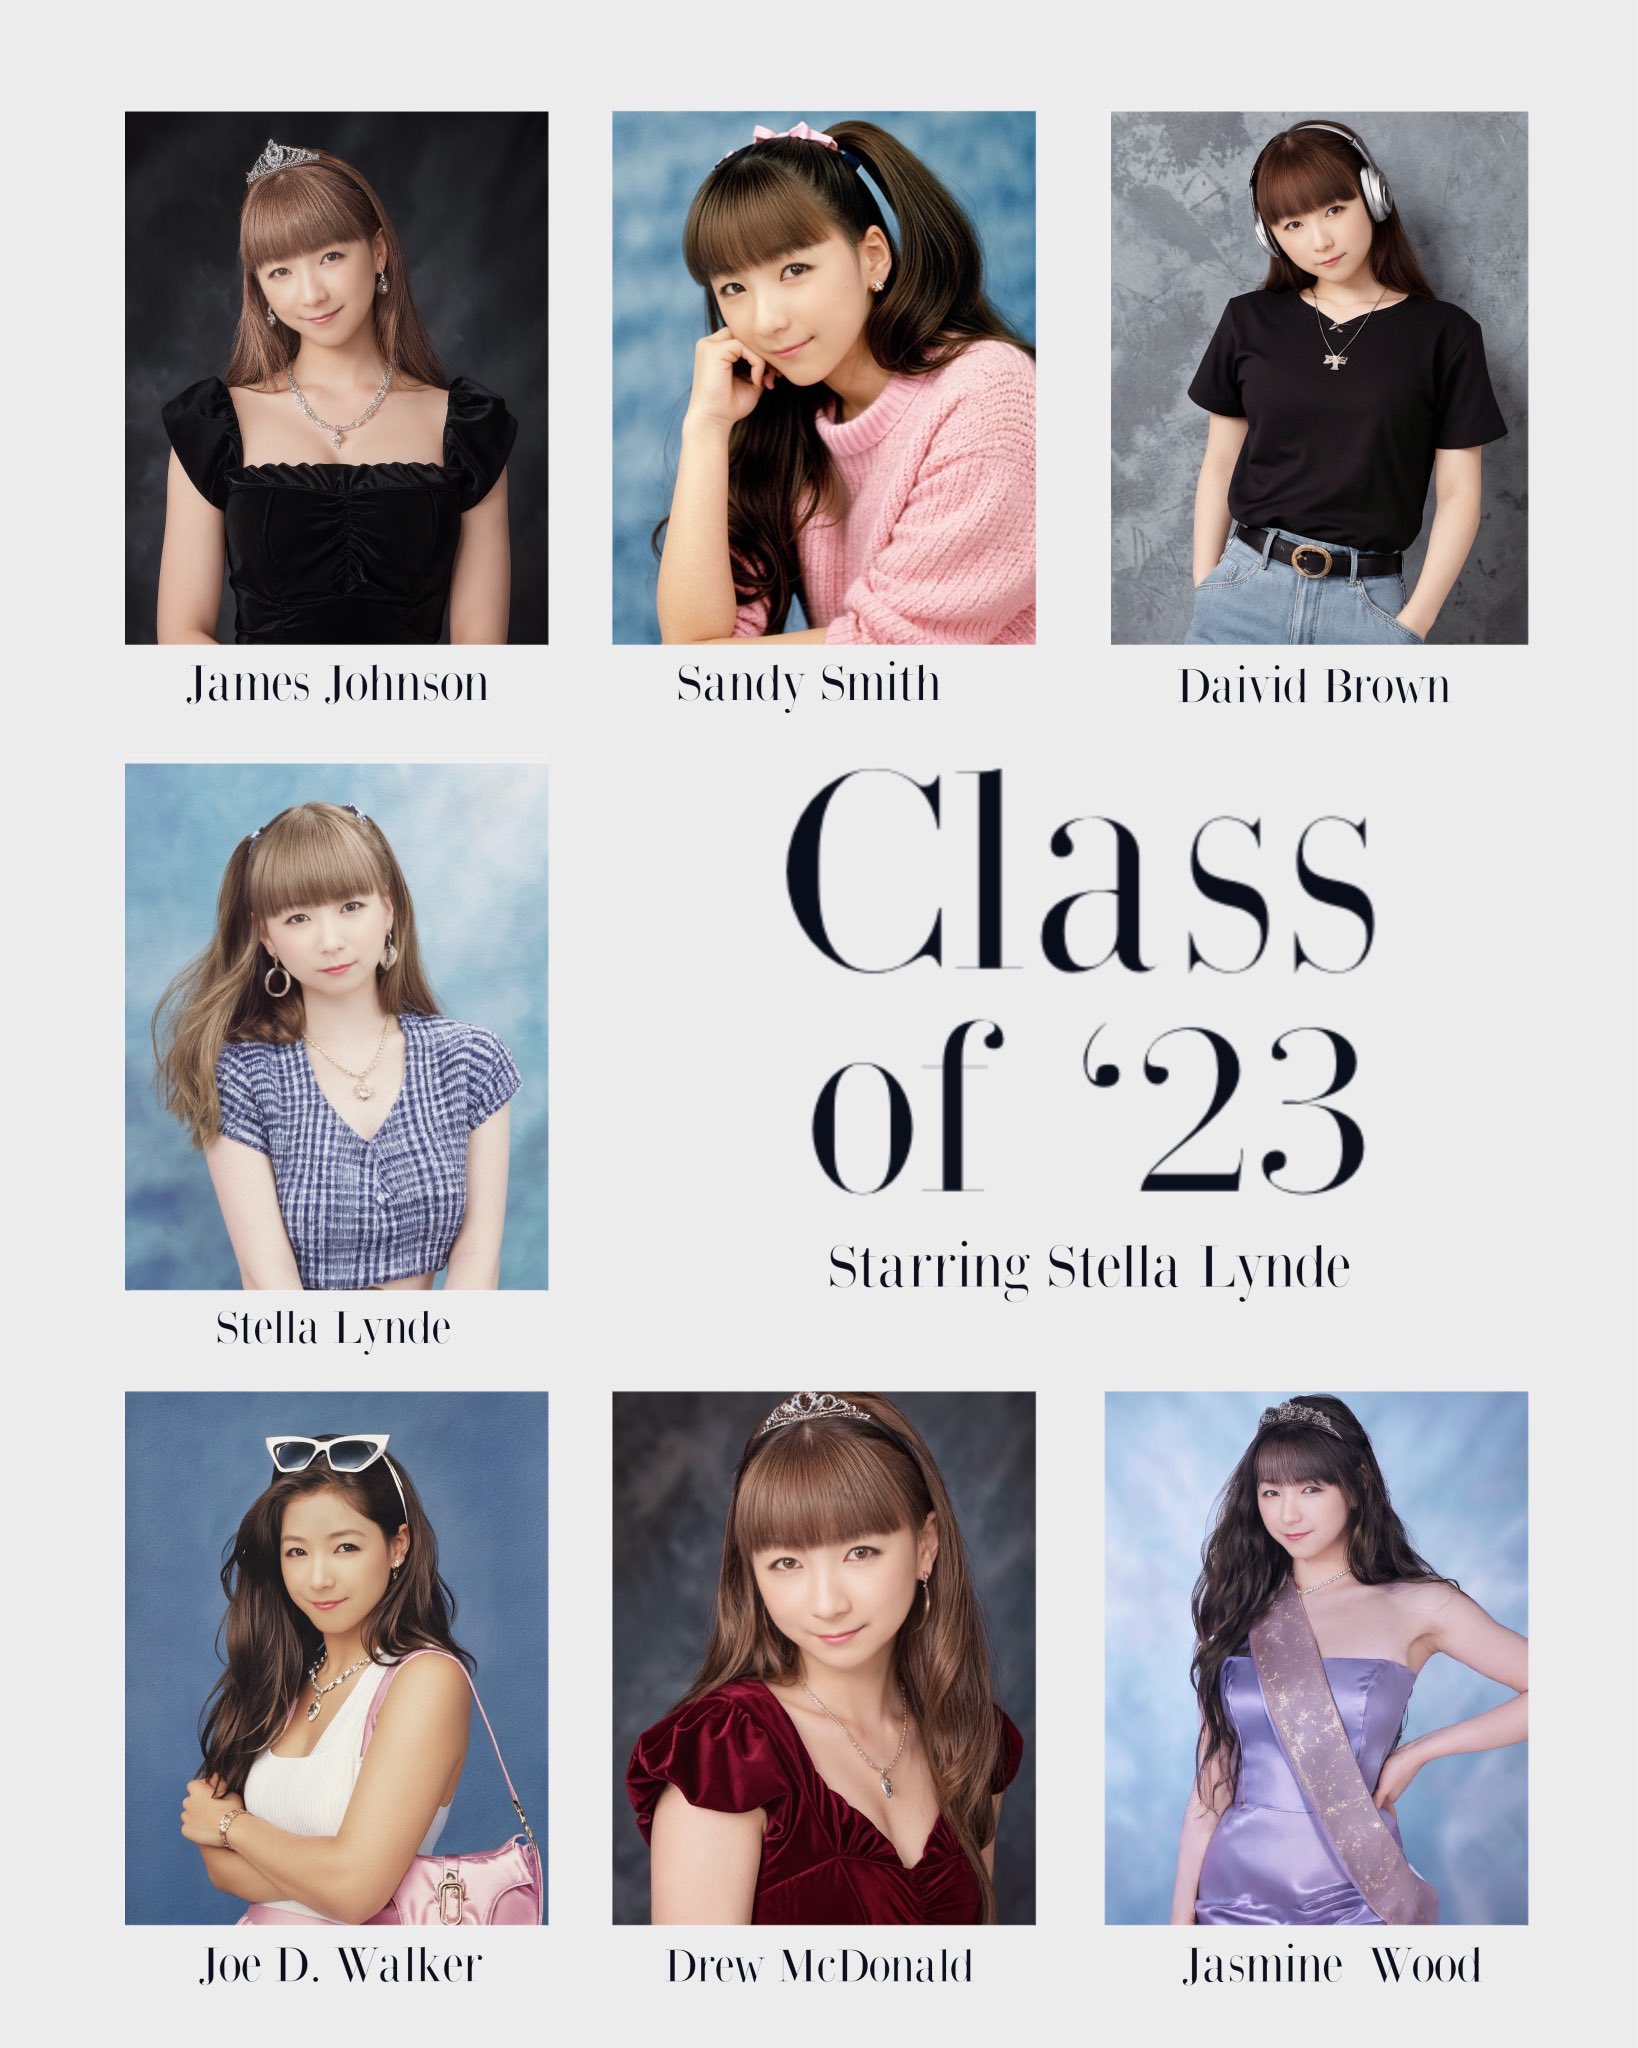 James Johnson
Sandy Smith
Daivid Brown
Class
of ‘23
Starring Stella Lynde
Stella Lynde
Joe D. Walker
Drew McDonald
Jasmine Wood